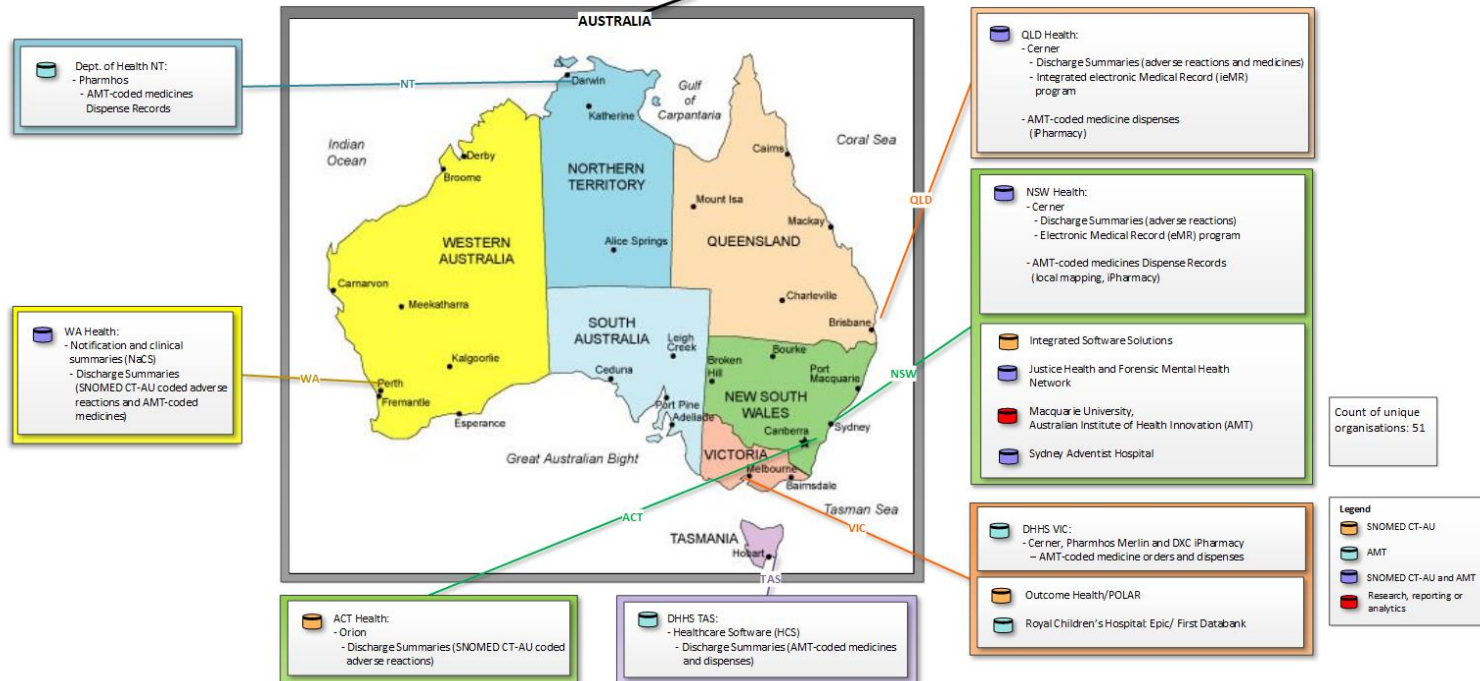 AUSTRALIA
Dept. of Health NT:
- Pharmhos
- AMT-coded medicines
Dispense Records
NT
WA Health:
- Notification and clinical
summaries (NaCS)
- Discharge Summaries
(SNOMED CT-AU coded adverse
reactions and AMT-coded
medicines)
WA
Darwin
Katherine
Gulf
of
Carpantaria
Indian
Ocean
Coral Sea
Derby
Broome
Cairns
NORTHERN
TERRITORY
Mount Isa
Mackay
WESTERN
AUSTRALIA
Alice Springs
QUEENSLAND
Carnarvon
Meekatharra
Charleville
Brisbane
SOUTH
AUSTRALIA
Leigh
Creek
Kalgoorlie
Ceduna
Broken
Hill
Bourke
Port
Macquarie
Perth
Fremantle
Esperance
Port Pine
Adeliade
NEW SOUTH
WALES
Canberra
Sydney
Great Australian Bight
VICTORIA
Melbourne
Bairnsdale
Tasman Sea
TASMANIA
Hobart
QLD
NSW
ACT
VIC
TAS
QLD Health:
- Cerner
- Discharge Summaries (adverse reactions and medicines)
- Integrated electronic Medical Record (ieMR)
program
- AMT-coded medicine dispenses
(iPharmacy)
NSW Health:
- Cerner
- Discharge Summaries (adverse reactions)
- Electronic Medical Record (eMR) program
- AMT-coded medicines Dispense Records
(local mapping, iPharmacy)
Integrated Software Solutions
Justice Health and Forensic Mental Health
Network
Macquarie University,
Australian Institute of Health Innovation (AMT)
Sydney Adventist Hospital
DHHS VIC:
- Cerner, Pharmhos Merlin and DXC iPharmacy
– AMT-coded medicine orders and dispenses
Outcome Health/POLAR
Royal Children's Hospital: Epic/ First Databank
ACT Health:
- Orion
- Discharge Summaries (SNOMED CT-AU coded
adverse reactions)
DHHS TAS:
- Healthcare Software (HCS)
- Discharge Summaries (AMT-coded medicines
and dispenses)
Count of unique
organisations: 51
Legend
SNOMED CT-AU
AMT
SNOMED CT-AU and AMT
Research, reporting or
analytics